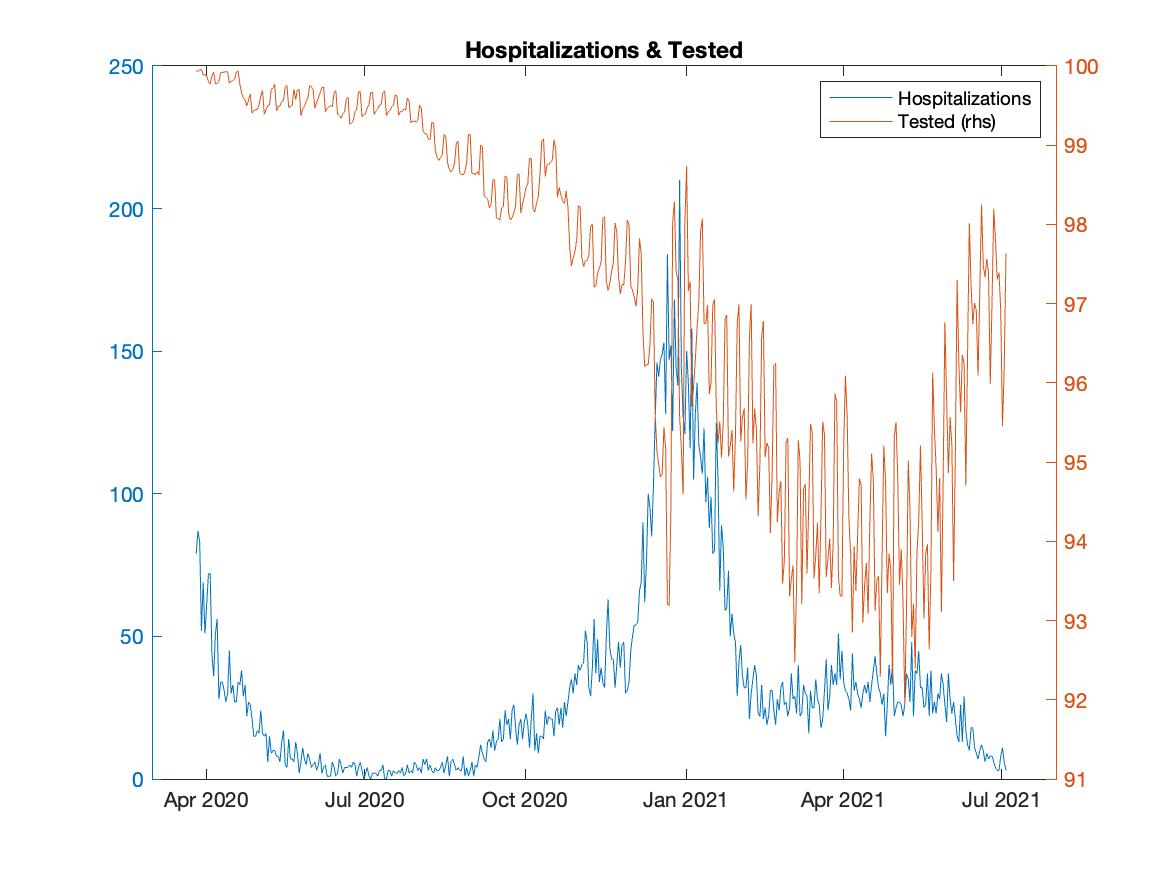 Hospitalizations & Tested
250
200
150
100
50
0
100
99
98
97
96
95
94
93
92
91
Hospitalizations
Tested (rhs)
Apr 2020
Jul 2020
Oct 2020
Jan 2021
Apr 2021
Jul 2021